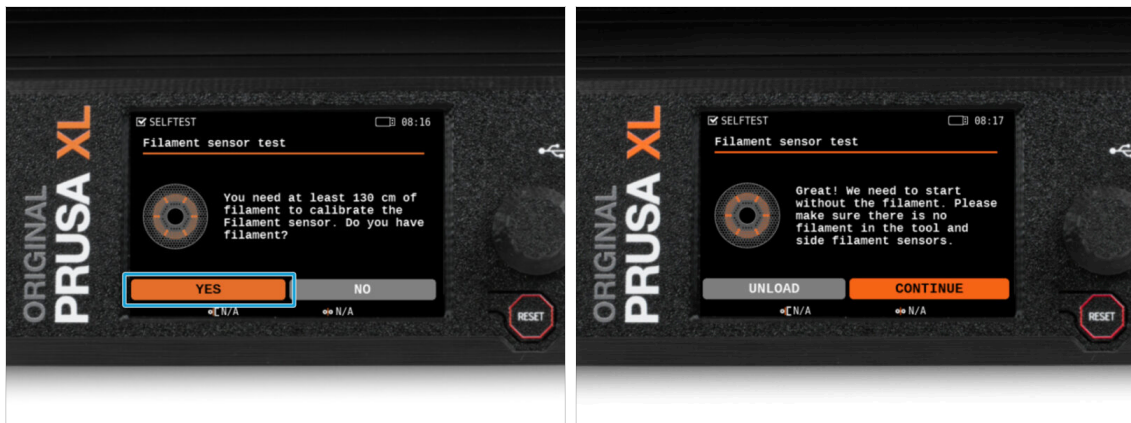 ORIGINAL
PRUSA XL
SELFTEST 08:16
Filament sensor test
You need at least 130 cm of
filament to calibrate the
Filament sensor. Do you have
filament?
YES NO
N/A N/A
RESET
ORIGINAL
PRUSA XL
SELFTEST 08:17
Filament sensor test
Great! We need to start
without the filament. Please
make sure there is no
filament in the tool and
side filament sensors.
UNLOAD CONTINUE
N/A N/A
RESET